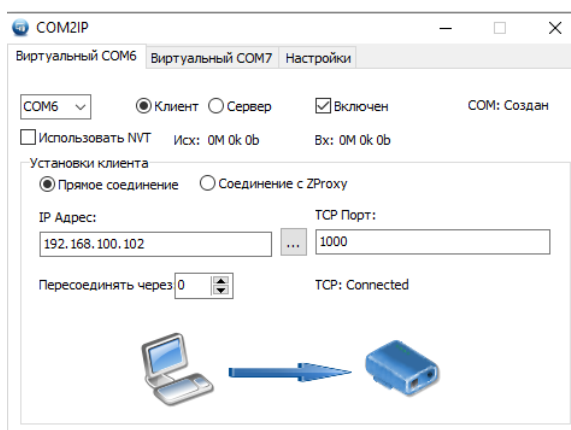 COM2IP
Виртуальный COM6 Виртуальный COM7 Настройки
COM6 Клиент Сервер Включен COM: Создан
Использовать NVT Исх: 0M 0k 0b Вх: 0M 0k 0b
Установки клиента
Прямое соединение Соединение с ZProxy
IP Адрес: TCP Порт:
192.168.100.102 ... 1000
Пересоединять через 0 TCP: Connected